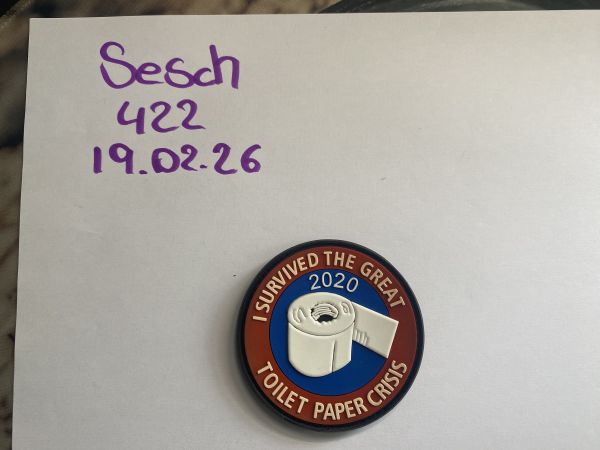 Sesch
422
19.02.26
I SURVIVED THE GREAT
2020
TOILET PAPER CRISIS